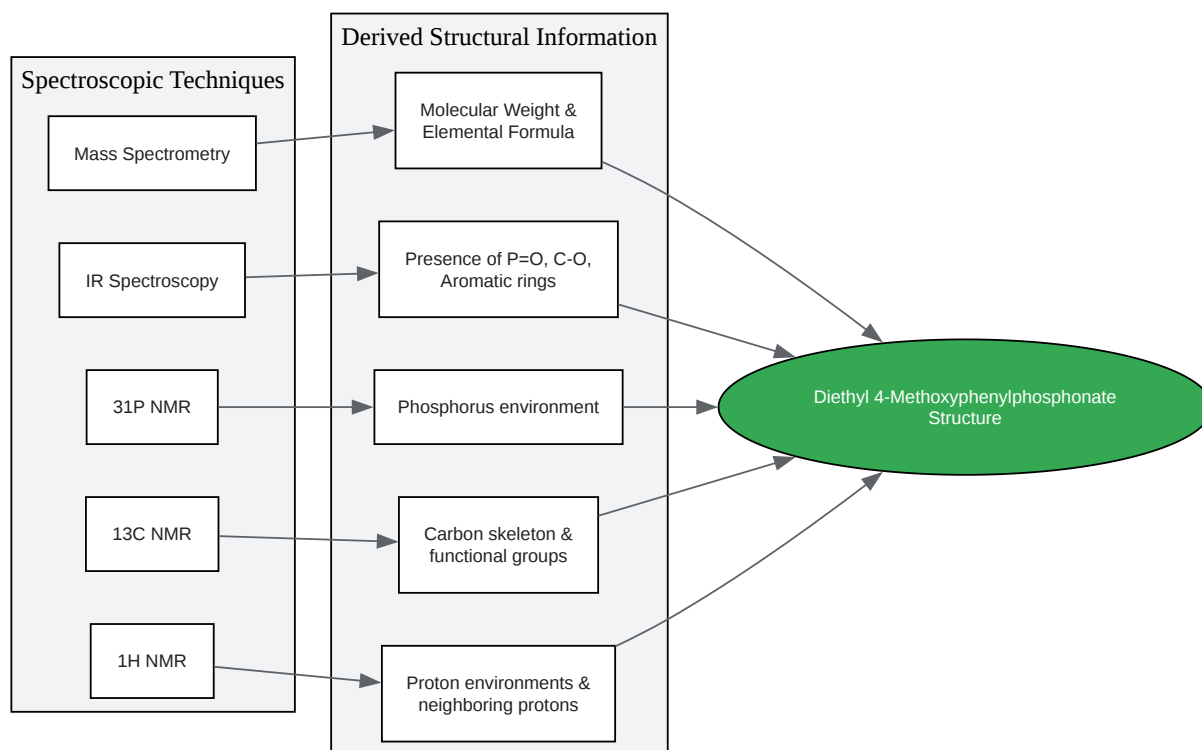 Spectroscopic Techniques
Mass Spectrometry
IR Spectroscopy
31P NMR
13C NMR
1H NMR
Derived Structural Information
Molecular Weight &
Elemental Formula
Presence of P=O, C-O,
Aromatic rings
Phosphorus environment
Carbon skeleton &
functional groups
Proton environments &
neighboring protons
Diethyl 4-Methoxyphenylphosphonate
Structure